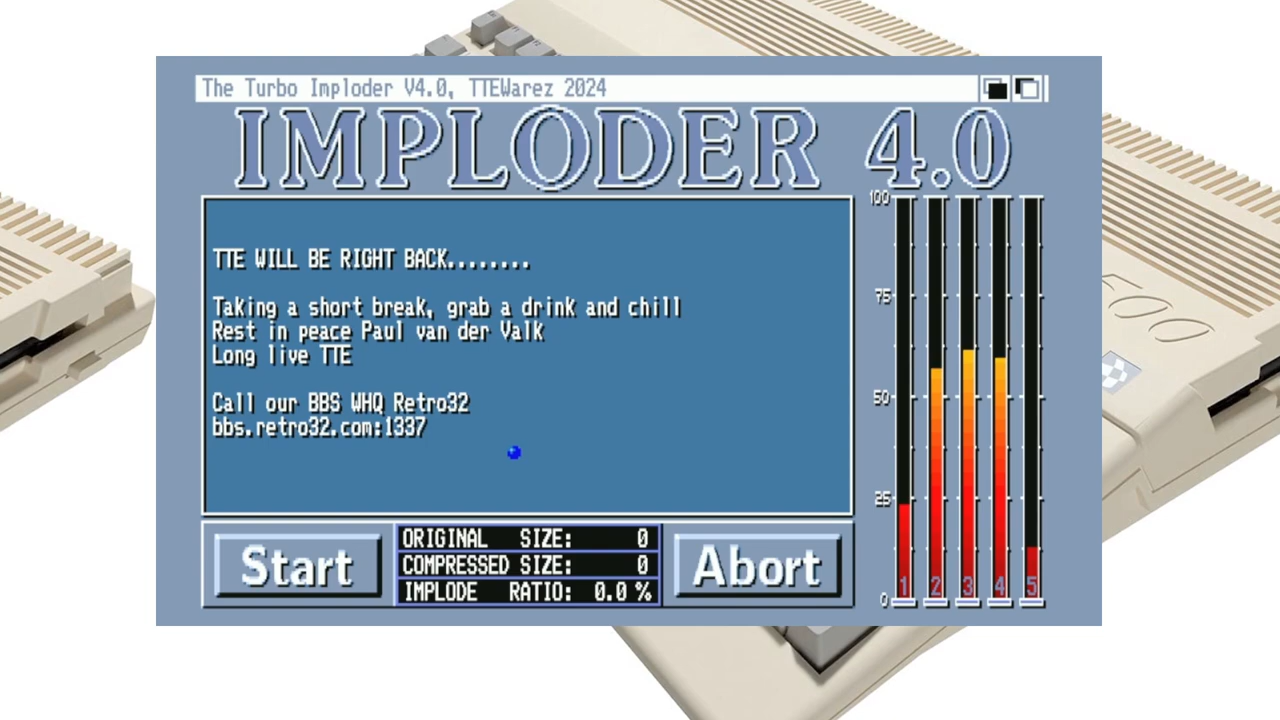 The Turbo Imploder V4.0, TTEWarez 2024
IMPLODER 4.0
TTE WILL BE RIGHT BACK........
Taking a short break, grab a drink and chill
Rest in peace Paul van der Valk
Long live TTE
Call our BBS WHQ Retro32
bbs.retro32.com:1337
Start
ORIGINAL SIZE: 0
COMPRESSED SIZE: 0
IMPLODE RATIO: 0.0 %
Abort
100
75
50
25
0
1 2 3 4 5
500